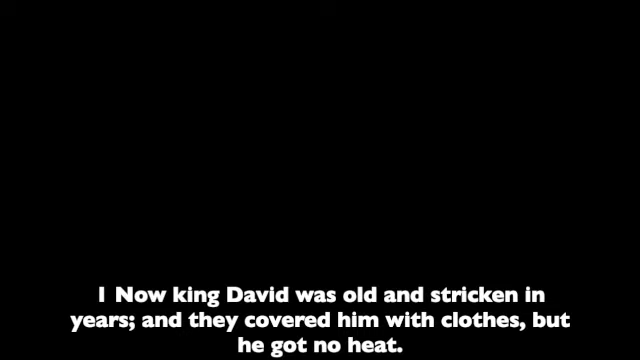 1 Now king David was old and stricken in
years; and they covered him with clothes, but
he got no heat.